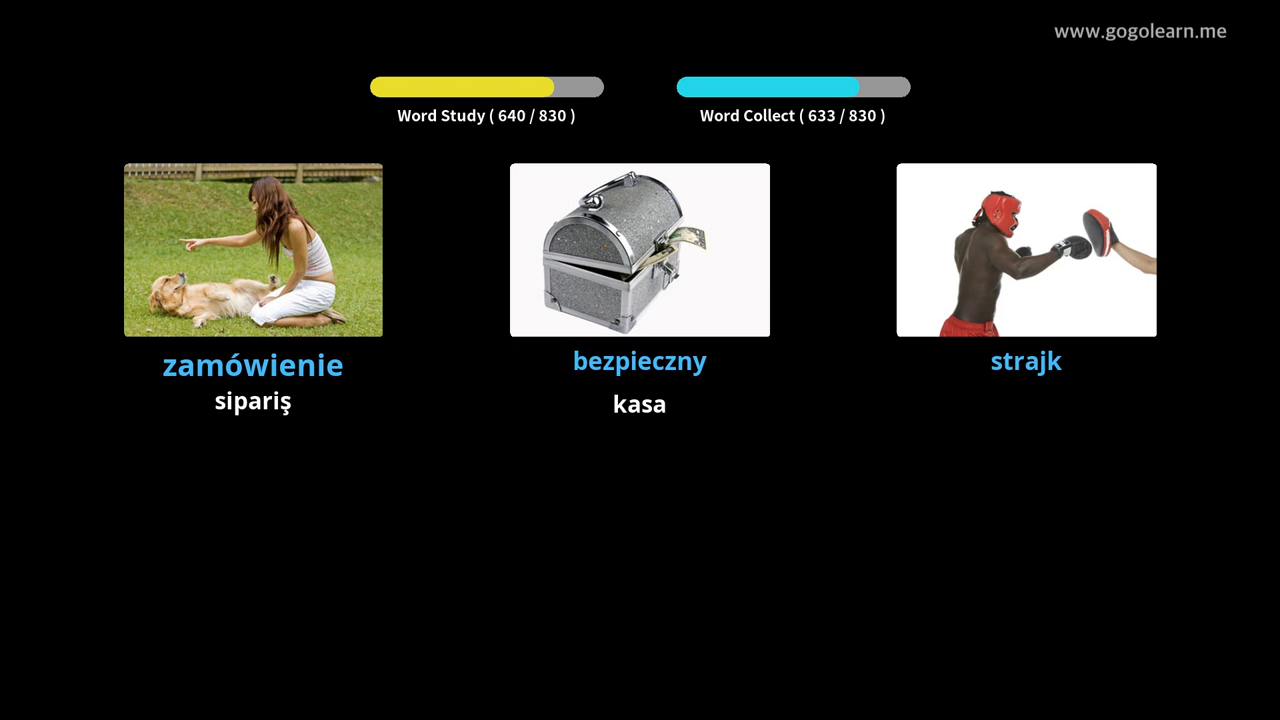 www.gogolearn.me
Word Study ( 640 / 830 )
Word Collect ( 633 / 830 )
zamówienie
sipariş
bezpieczny
kasa
strajk